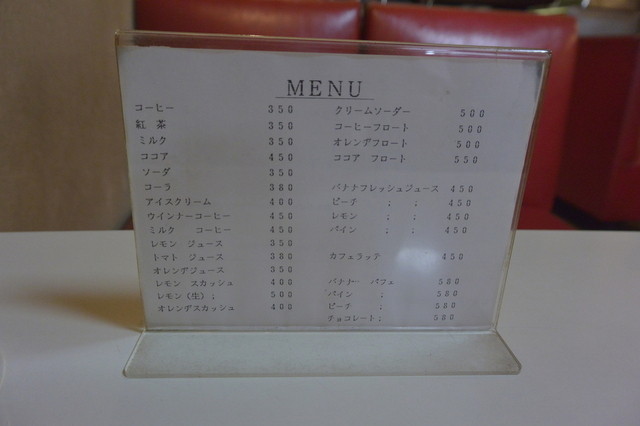 MENU
コーヒー 350
紅 茶 350
ミルク 350
ココア 450
ソーダ 350
コーラ 380
アイスクリーム 400
ウインナーコーヒー 450
ミルク コーヒー 450
レモン ジュース 350
トマト ジュース 380
オレンヂジュース 350
レモン スカッシュ 400
レモン(生); 500
オレンヂスカッシュ 400
クリームソーダー 500
コーヒーフロート 500
オレンヂフロート 500
ココア フロート 550
バナナフレッシュジュース 450
ピーチ ; ; 450
レモン ; ; 450
パイン ; ; 450
カフェラッテ 450
バナナー パフェ 580
パイン ; 580
ピーチ ; 580
チョコレート; 580